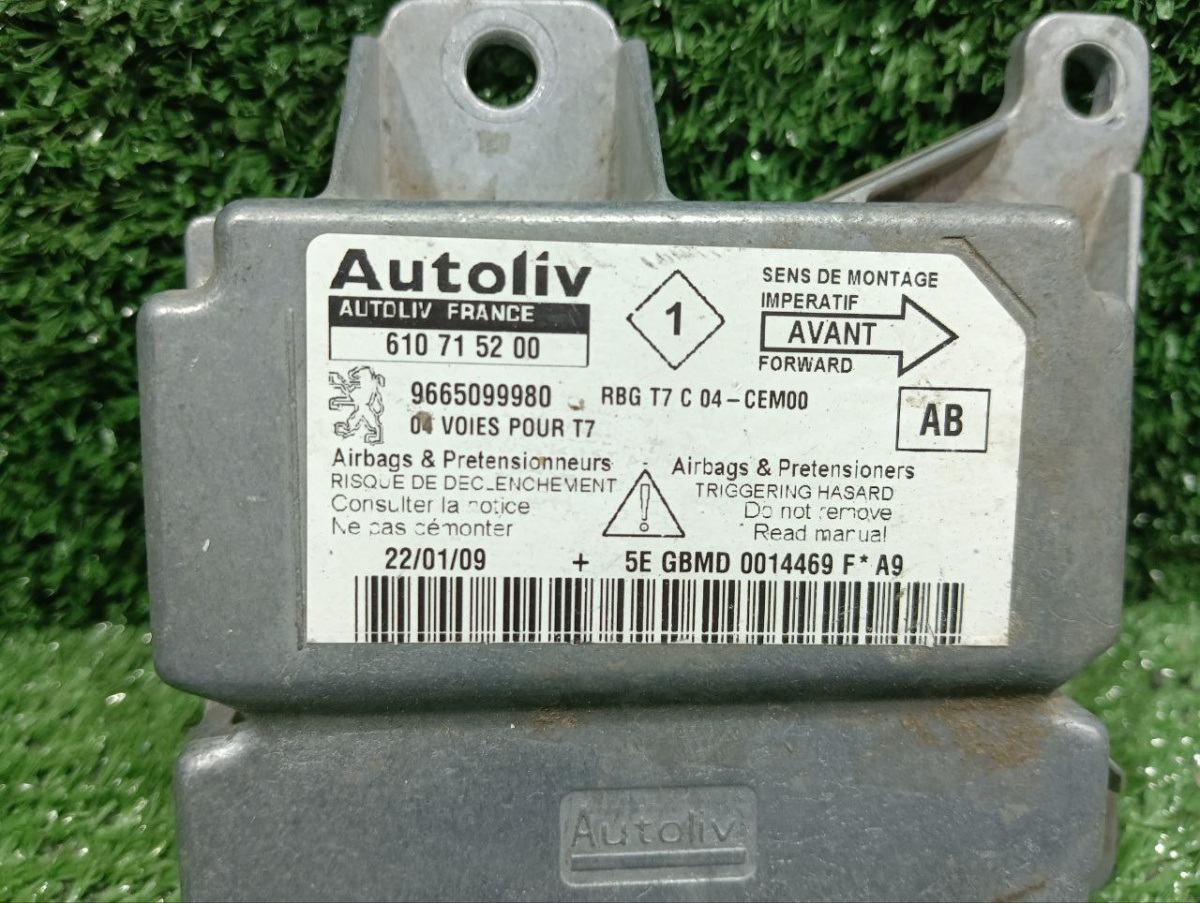 Autoliv
AUTOLIV FRANCE
610 71 52 00
1
SENS DE MONTAGE
IMPERATIF
AVANT
FORWARD
9665099980 RBG T7 C 04-CEM00
04 VOIES POUR T7
AB
Airbags & Pretensionneurs
RISQUE DE DECLENCHEMENT
Consulter la notice
Ne pas démonter
!
Airbags & Pretensioners
TRIGGERING HASARD
Do not remove
Read manual
22/01/09 + 5E GBMD 0014469 F* A9
Autoliv